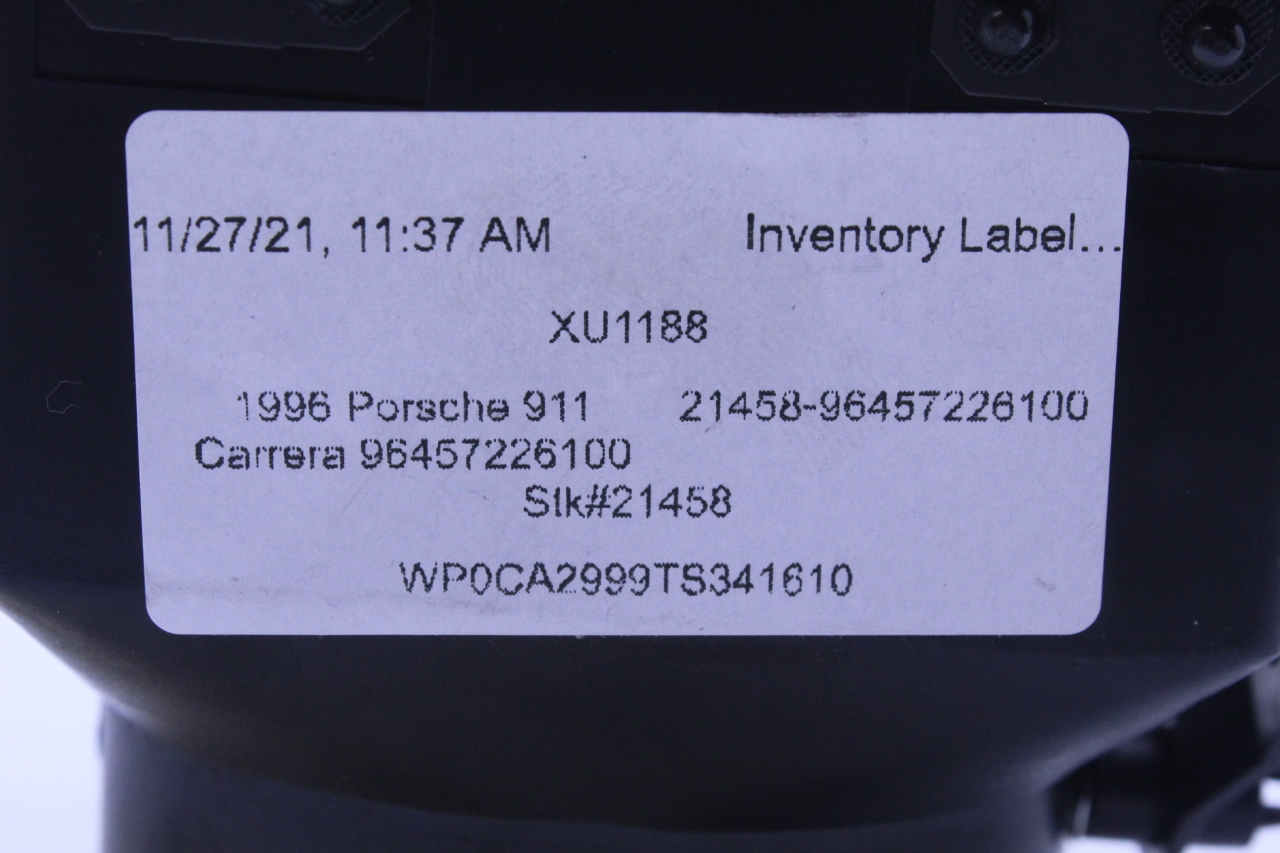 11/27/21, 11:37 AM Inventory Label...
XU1188
1996 Porsche 911 21458-96457226100
Carrera 96457226100
Stk#21458
WP0CA2999TS341610